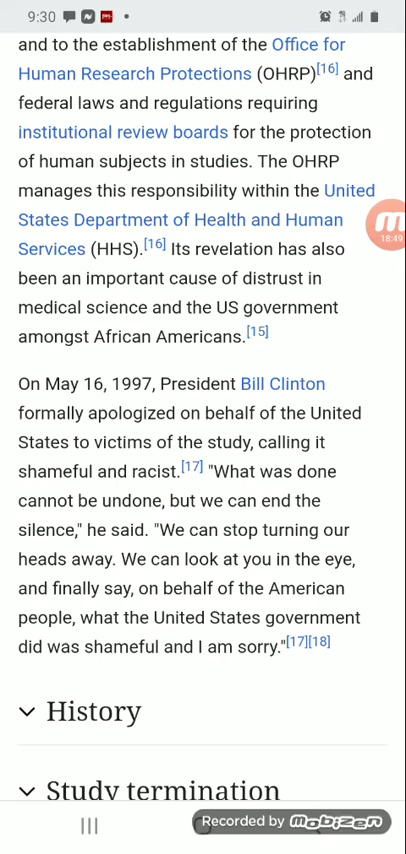 9:30
and to the establishment of the Office for
Human Research Protections (OHRP)[16] and
federal laws and regulations requiring
institutional review boards for the protection
of human subjects in studies. The OHRP
manages this responsibility within the United
States Department of Health and Human
Services (HHS).[16] Its revelation has also
been an important cause of distrust in
medical science and the US government
amongst African Americans.[15]
18:49
On May 16, 1997, President Bill Clinton
formally apologized on behalf of the United
States to victims of the study, calling it
shameful and racist.[17] "What was done
cannot be undone, but we can end the
silence," he said. "We can stop turning our
heads away. We can look at you in the eye,
and finally say, on behalf of the American
people, what the United States government
did was shameful and I am sorry."[17][18]
History
Study termination
Recorded by mobizen